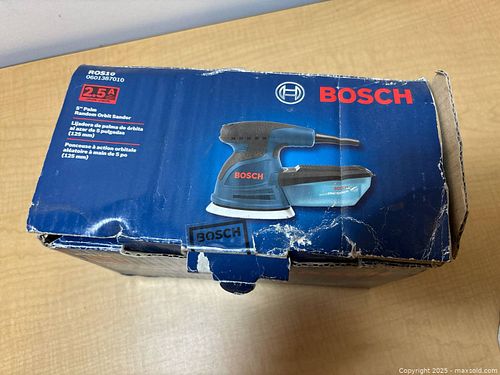 ROS10
0601387010
2.5 A
5" Palm
Random Orbit Sander
Lijadora de palma de órbita
al azar de 5 pulgadas
(125 mm)
Ponceuse à action orbitale
aléatoire à main de 5 po
(125 mm)
BOSCH
BOSCH
BOSCH
Copyright 2025 - maxsold.com